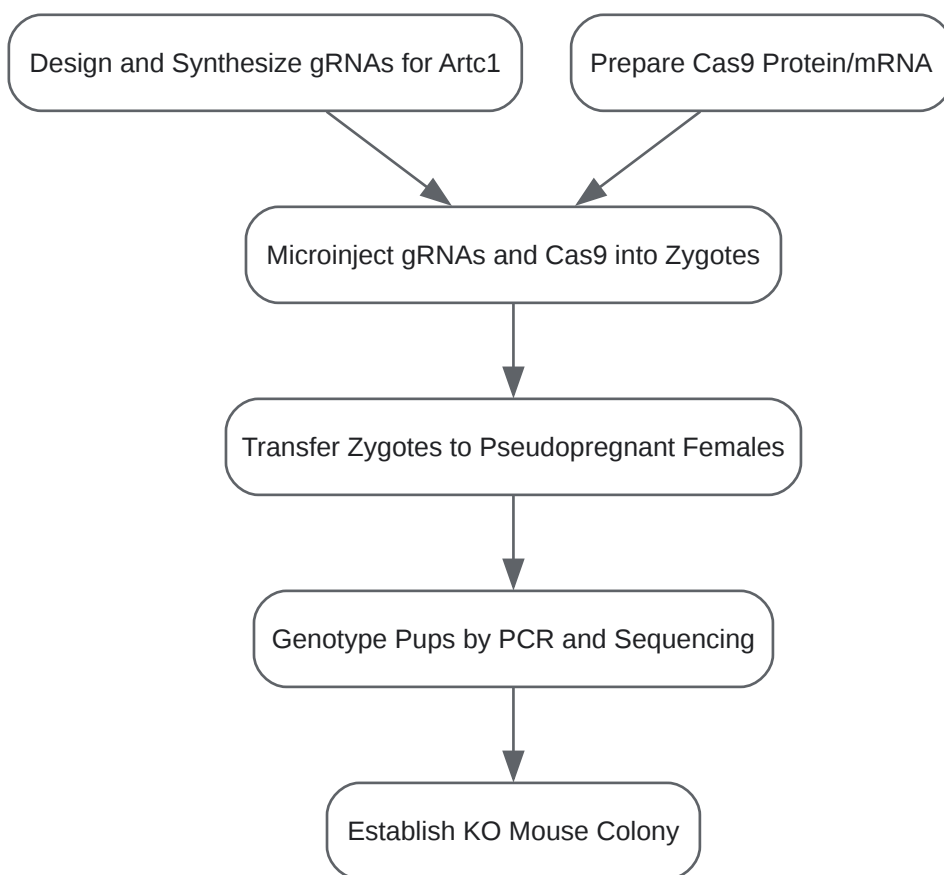 Design and Synthesize gRNAs for Artc1
Prepare Cas9 Protein/mRNA
Microinject gRNAs and Cas9 into Zygotes
Transfer Zygotes to Pseudopregnant Females
Genotype Pups by PCR and Sequencing
Establish KO Mouse Colony